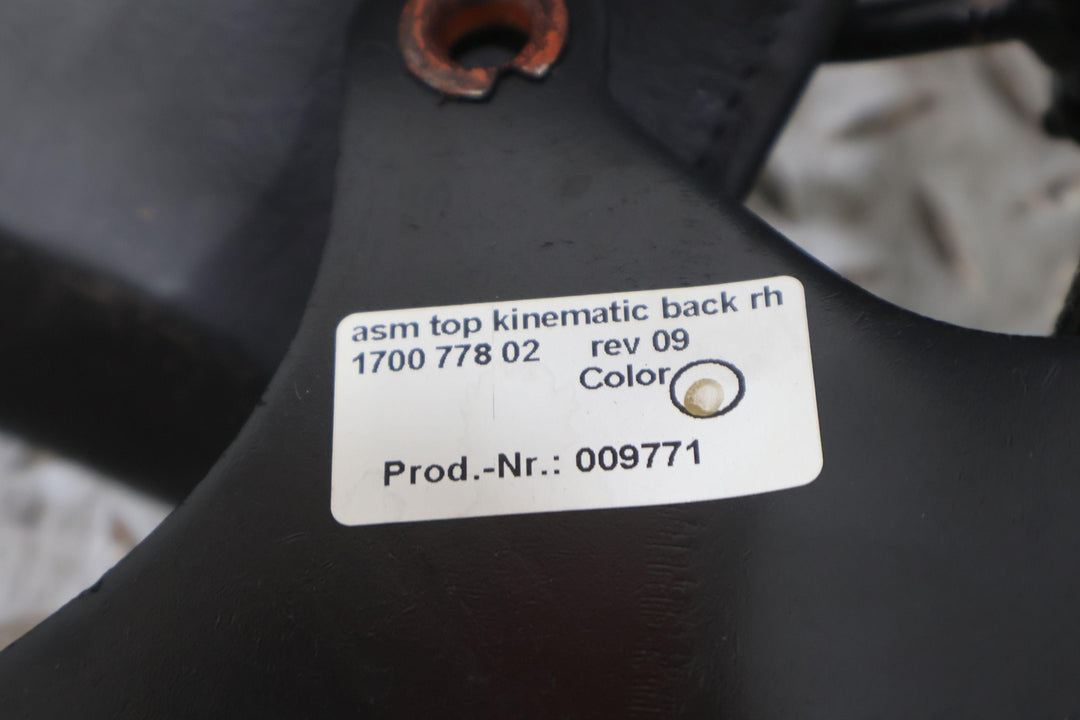 asm top kinematic back rh
1700 778 02 rev 09
Color
Prod.-Nr.: 009771